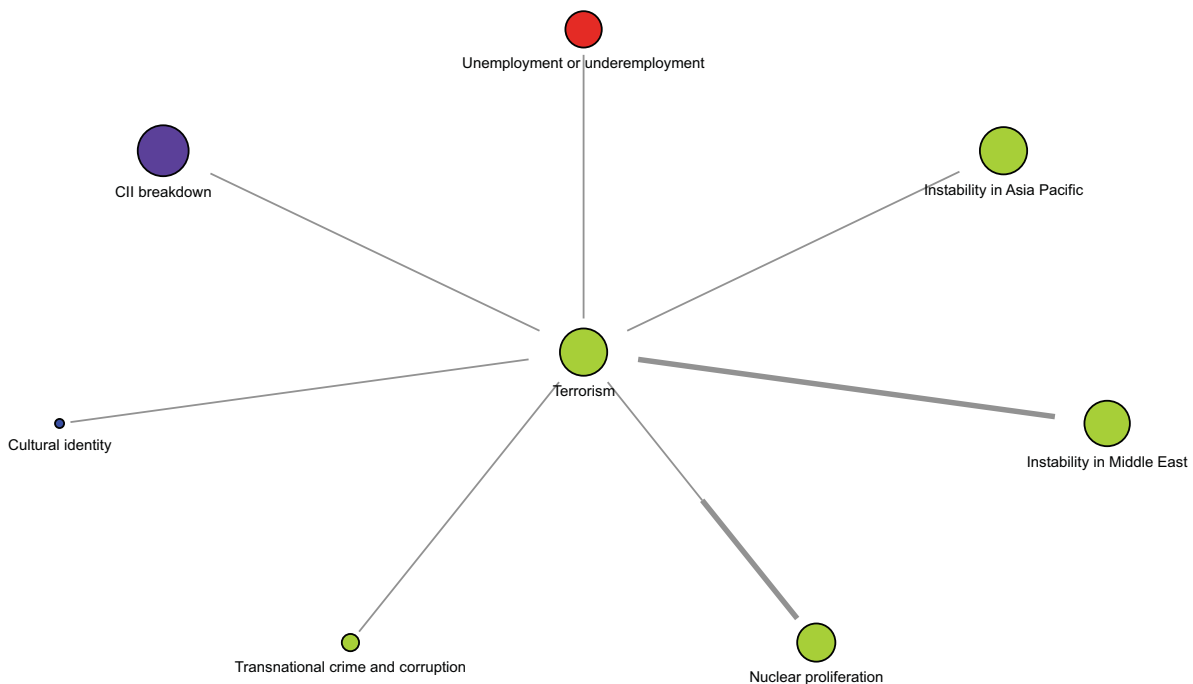 Unemployment or underemployment
CII breakdown
Instability in Asia Pacific
Terrorism
Cultural identity
Instability in Middle East
Transnational crime and corruption
Nuclear proliferation